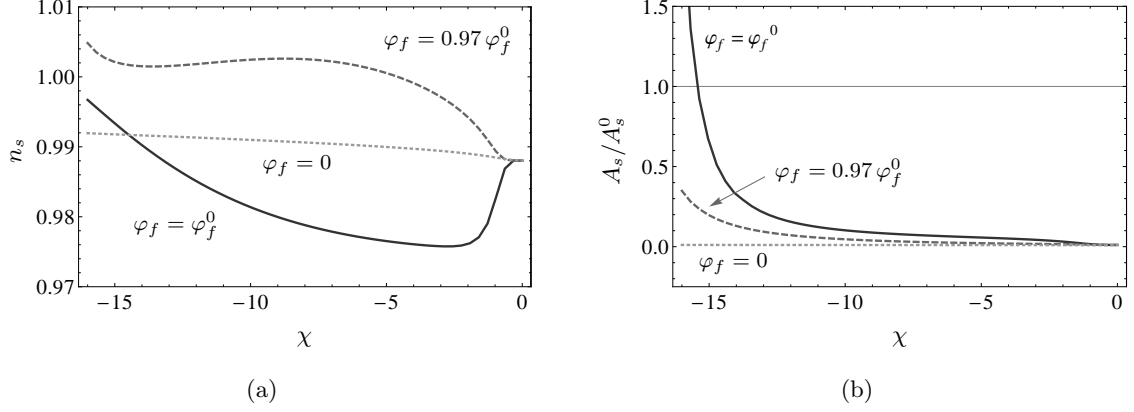 1.01
1.00
0.99
0.98
0.97
n_s
φ_f = 0.97 φ_f^0
φ_f = 0
φ_f = φ_f^0
−15
−10
−5
0
χ
(a)
1.5
1.0
0.5
0.0
A_s/A_s^0
φ_f = φ_f^0
φ_f = 0.97 φ_f^0
φ_f = 0
−15
−10
−5
0
χ
(b)